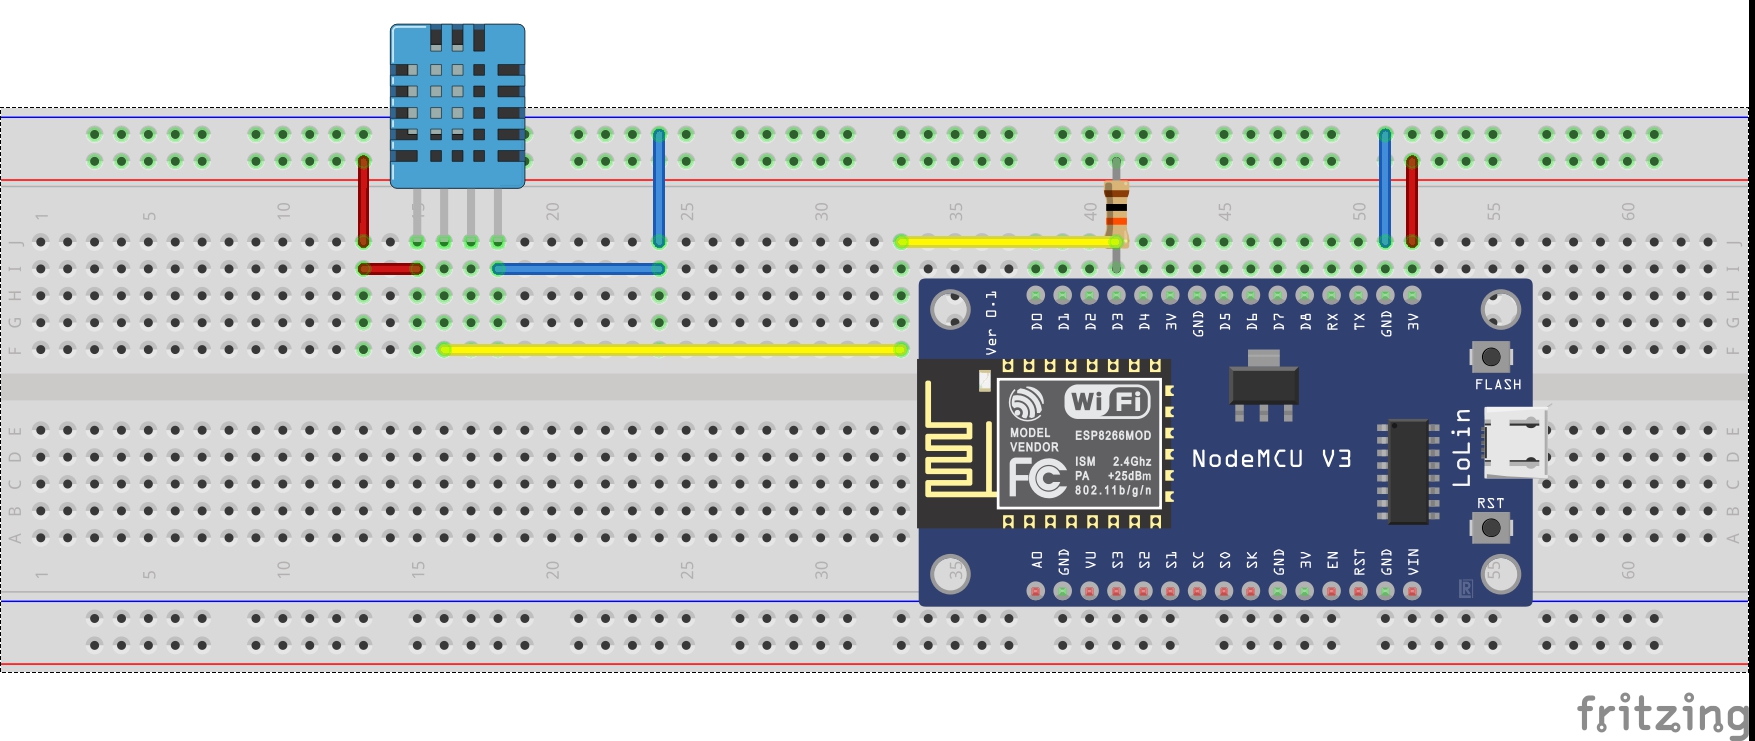 1 5 10 15 20 25 30 35 40 45 50 55 60
J J
I I
H H
G G
F F
Ver 0.1
D0 D1 D2 D3 D4 3V GND D5 D6 D7 D8 RX TX GND 3V
FLASH
WiFi
MODEL
VENDOR
ESP8266MOD
FC
ISM 2.4Ghz
PA +25dBm
802.11b/g/n
NodeMCU V3
LoLin
RST
E E
D D
C C
B B
A A
A0 GND VU S3 S2 S1 SC S0 SK GND 3V EN RST GND VIN
R
1 5 10 15 20 25 30 35 55 60
fritzing